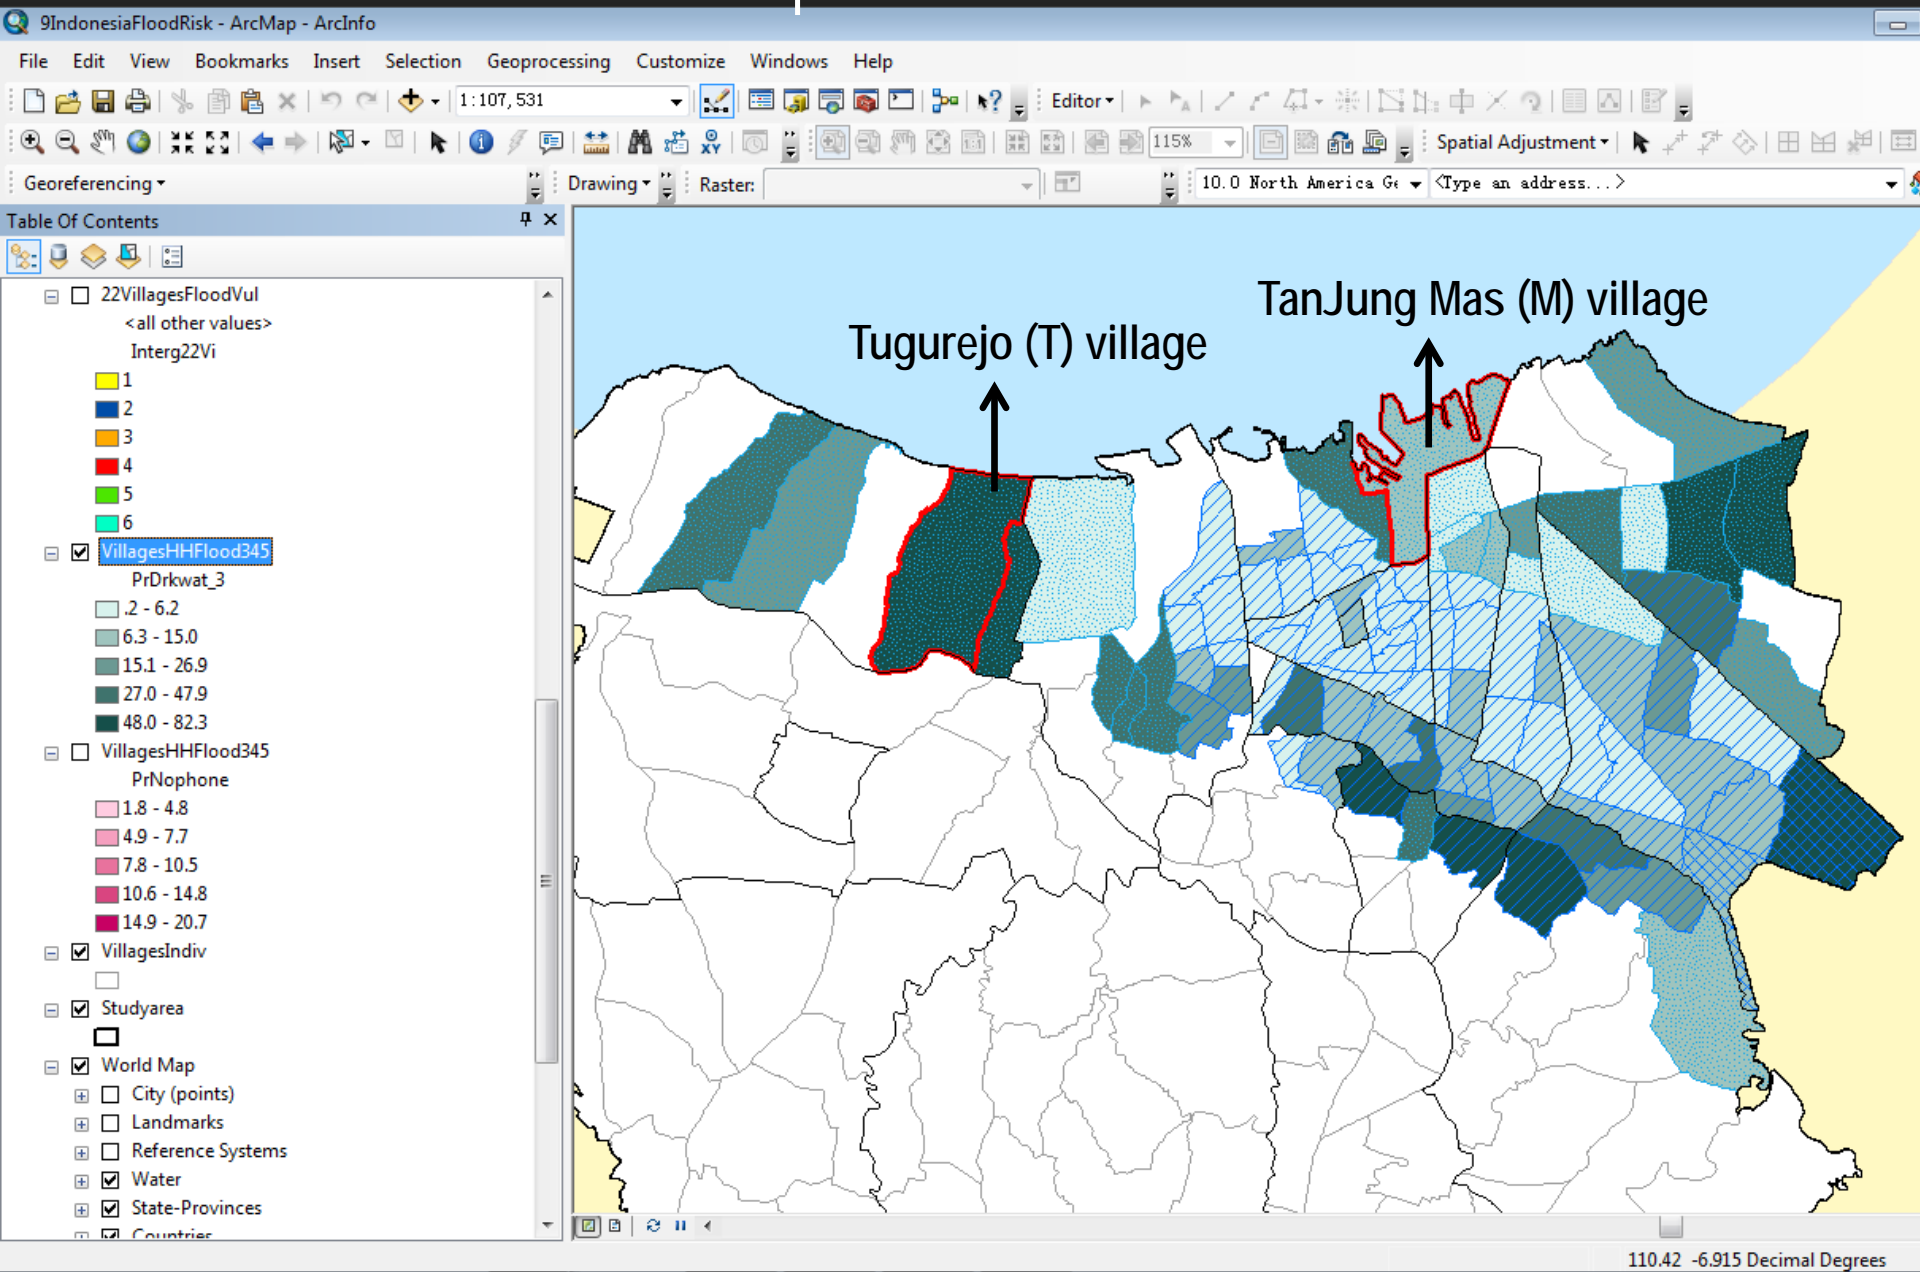 9IndonesiaFloodRisk - ArcMap - ArcInfo
File Edit View Bookmarks Insert Selection Geoprocessing Customize Windows Help
1:107,531
Editor
115%
Spatial Adjustment
Georeferencing
Drawing
Raster:
10.0 North America Ge
<Type an address...>
Table Of Contents
22VillagesFloodVul
<all other values>
Interg22Vi
1
2
3
4
5
6
VillagesHHFlood345
PrDrkwat_3
.2 - 6.2
6.3 - 15.0
15.1 - 26.9
27.0 - 47.9
48.0 - 82.3
VillagesHHFlood345
PrNophone
1.8 - 4.8
4.9 - 7.7
7.8 - 10.5
10.6 - 14.8
14.9 - 20.7
VillagesIndiv
Studyarea
World Map
City (points)
Landmarks
Reference Systems
Water
State-Provinces
Countries
TanJung Mas (M) village
Tugurejo (T) village
110.42 -6.915 Decimal Degrees